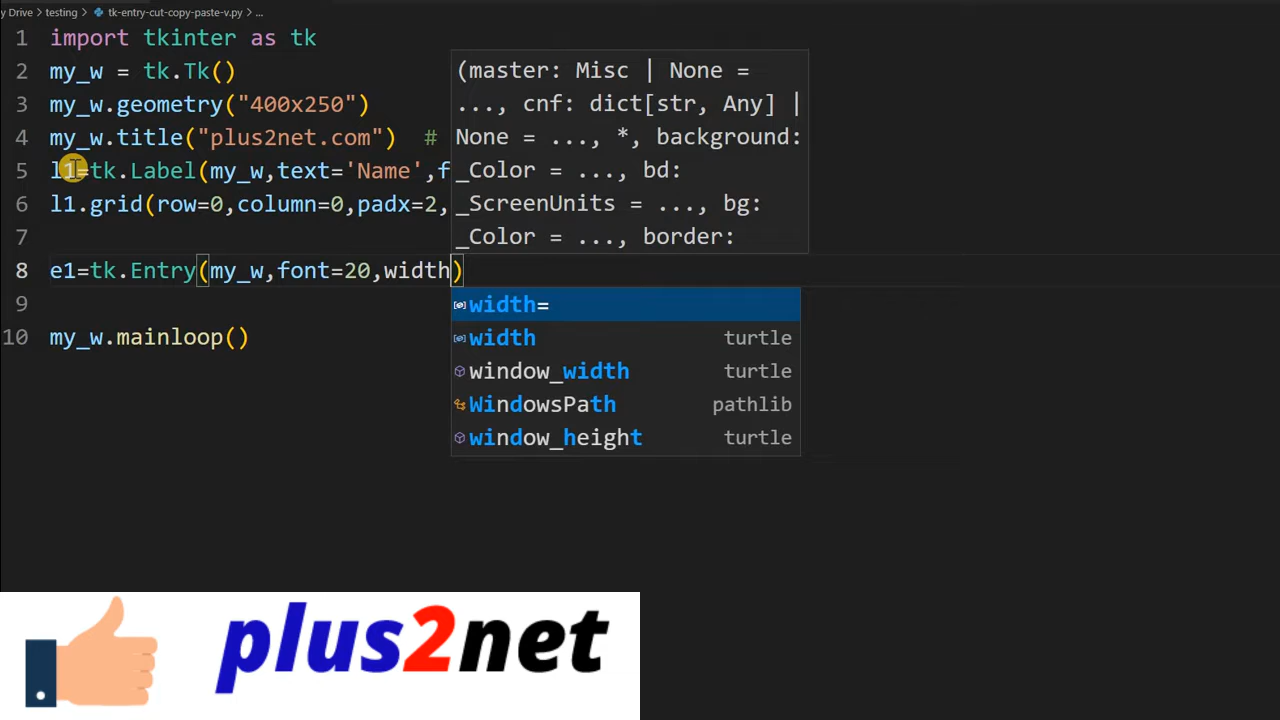 y Drive > testing > tk-entry-cut-copy-paste-v.py > ...
1 import tkinter as tk
2 my_w = tk.Tk()
3 my_w.geometry("400x250")
4 my_w.title("plus2net.com") #
5 l1=tk.Label(my_w,text='Name',f
6 l1.grid(row=0,column=0,padx=2,
7
8 e1=tk.Entry(my_w,font=20,width)
9
10 my_w.mainloop()
(master: Misc | None =
..., cnf: dict[str, Any] |
None = ..., *, background:
_Color = ..., bd:
_ScreenUnits = ..., bg:
_Color = ..., border:
width=
width turtle
window_width turtle
WindowsPath pathlib
window_height turtle
plus2net